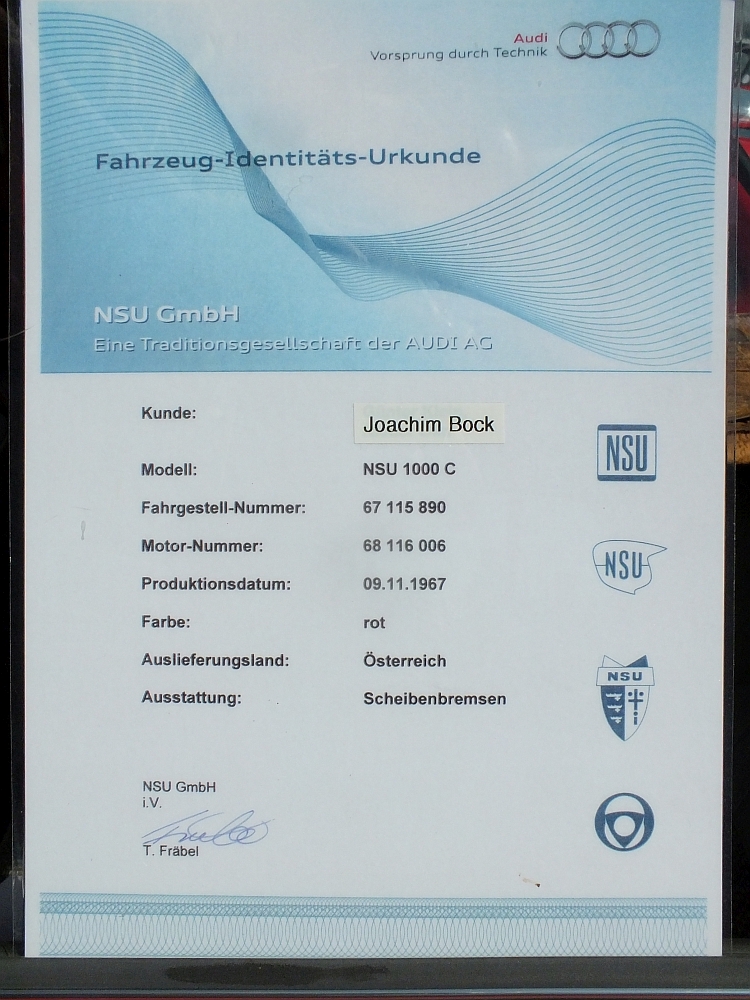 Audi
Vorsprung durch Technik
Fahrzeug-Identitäts-Urkunde
NSU GmbH
Eine Traditionsgesellschaft der AUDI AG
Kunde: Joachim Bock
Modell: NSU 1000 C
Fahrgestell-Nummer: 67 115 890
Motor-Nummer: 68 116 006
Produktionsdatum: 09.11.1967
Farbe: rot
Auslieferungsland: Österreich
Ausstattung: Scheibenbremsen
NSU
NSU
NSU
NSU GmbH
i.V.
T. Fräbel